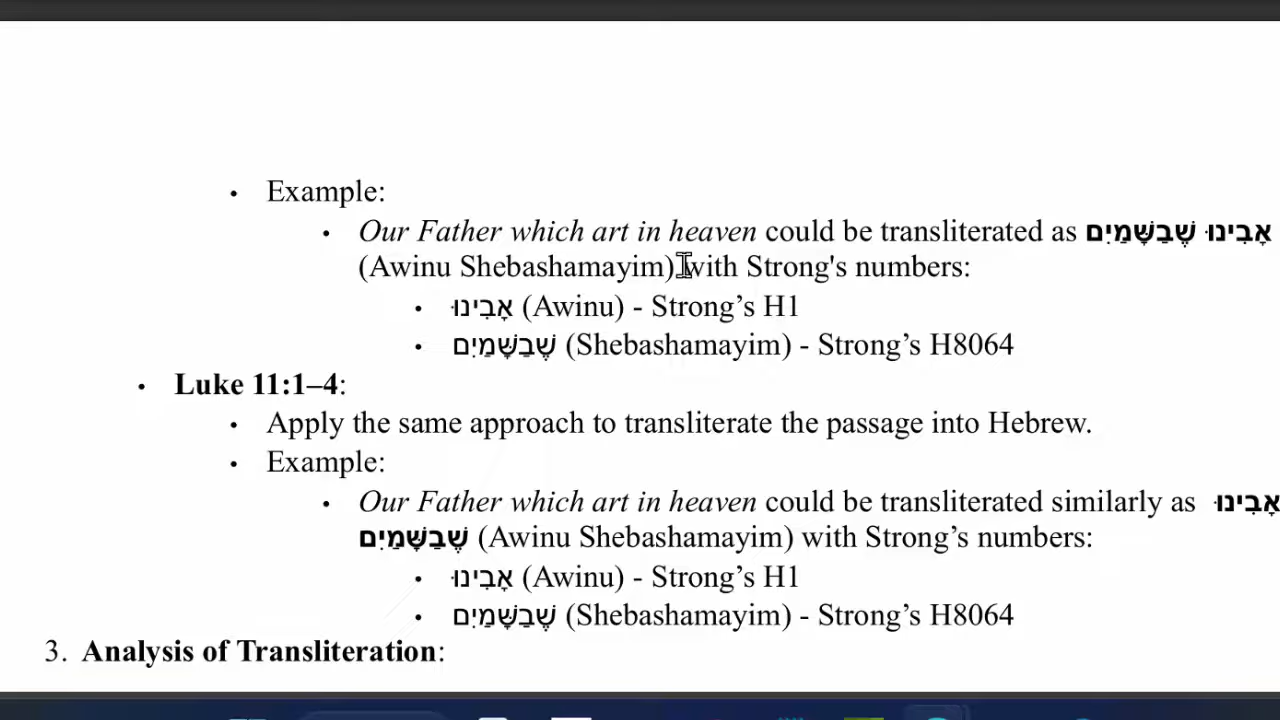 • Example:
• Our Father which art in heaven could be transliterated as אָבִינוּ שֶׁבַּשָּׁמַיִם
(Awinu Shebashamayim) with Strong's numbers:
• אָבִינוּ (Awinu) - Strong’s H1
• שֶׁבַּשָּׁמַיִם (Shebashamayim) - Strong’s H8064
• Luke 11:1–4:
• Apply the same approach to transliterate the passage into Hebrew.
• Example:
• Our Father which art in heaven could be transliterated similarly as אָבִינוּ
שֶׁבַּשָּׁמַיִם (Awinu Shebashamayim) with Strong’s numbers:
• אָבִינוּ (Awinu) - Strong’s H1
• שֶׁבַּשָּׁמַיִם (Shebashamayim) - Strong’s H8064
3. Analysis of Transliteration: